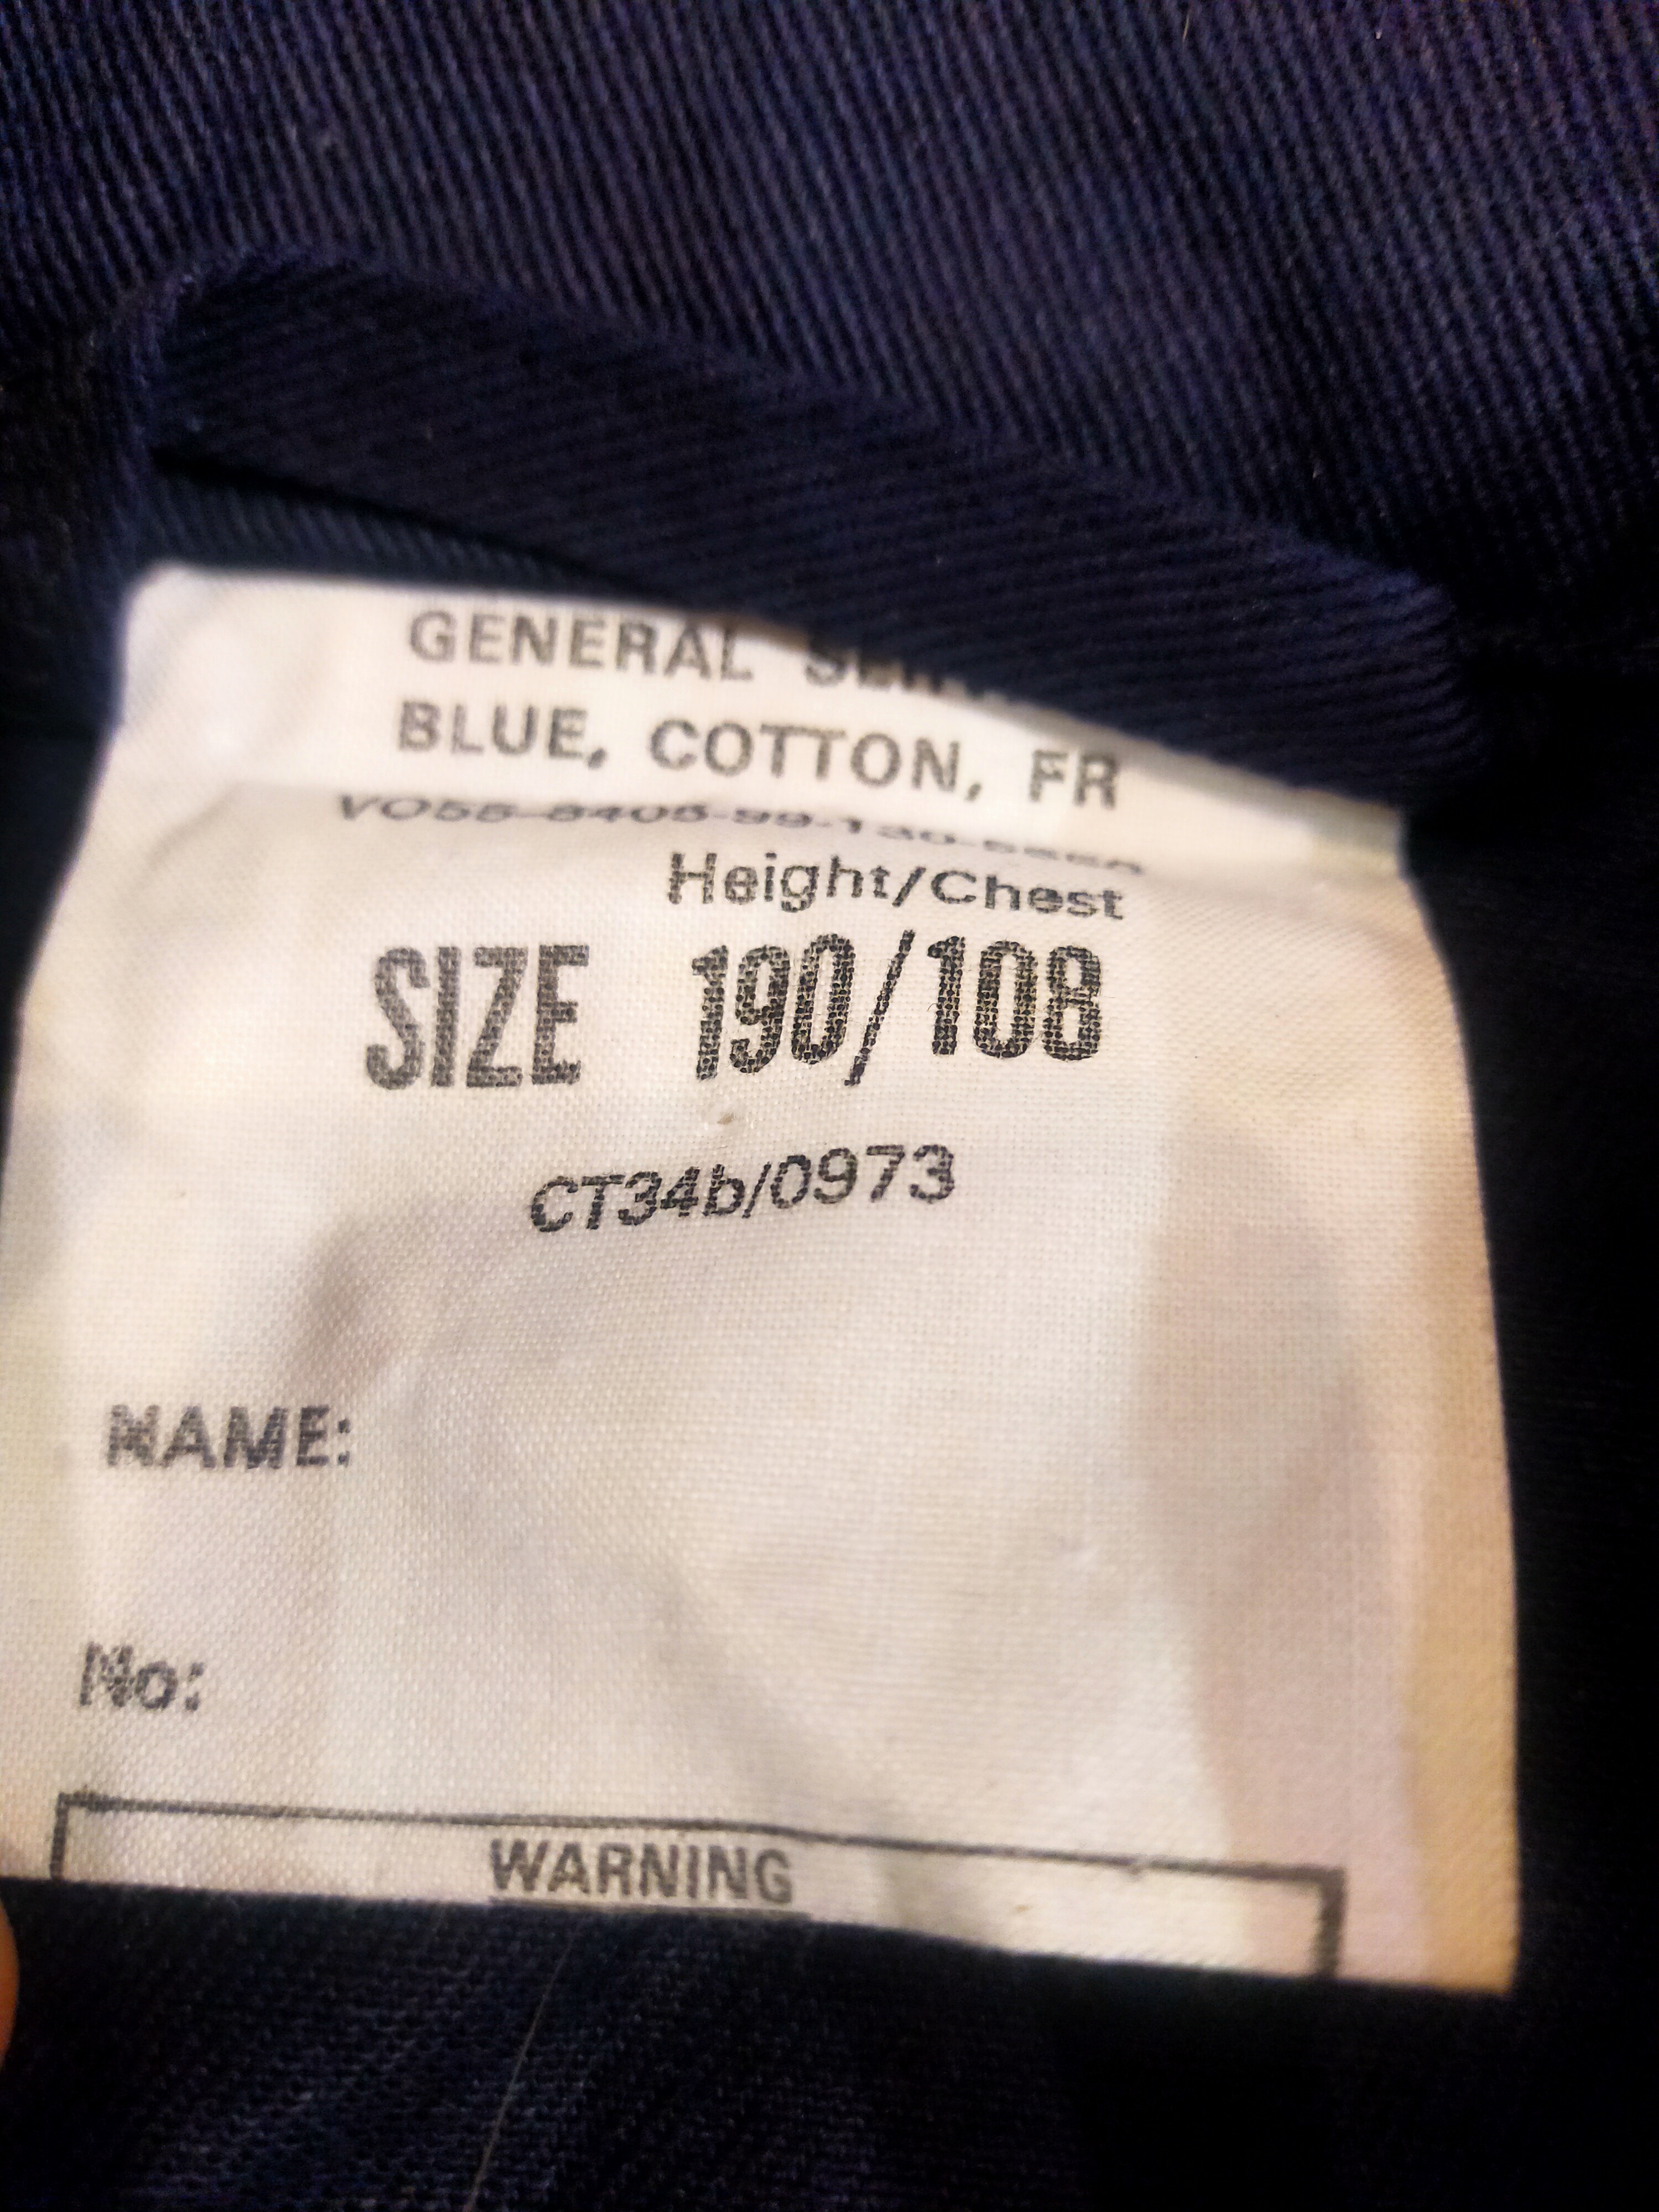 GENERAL
BLUE, COTTON, FR
Height/Chest
SIZE 190/108
CT34b/0973
NAME:
No:
WARNING